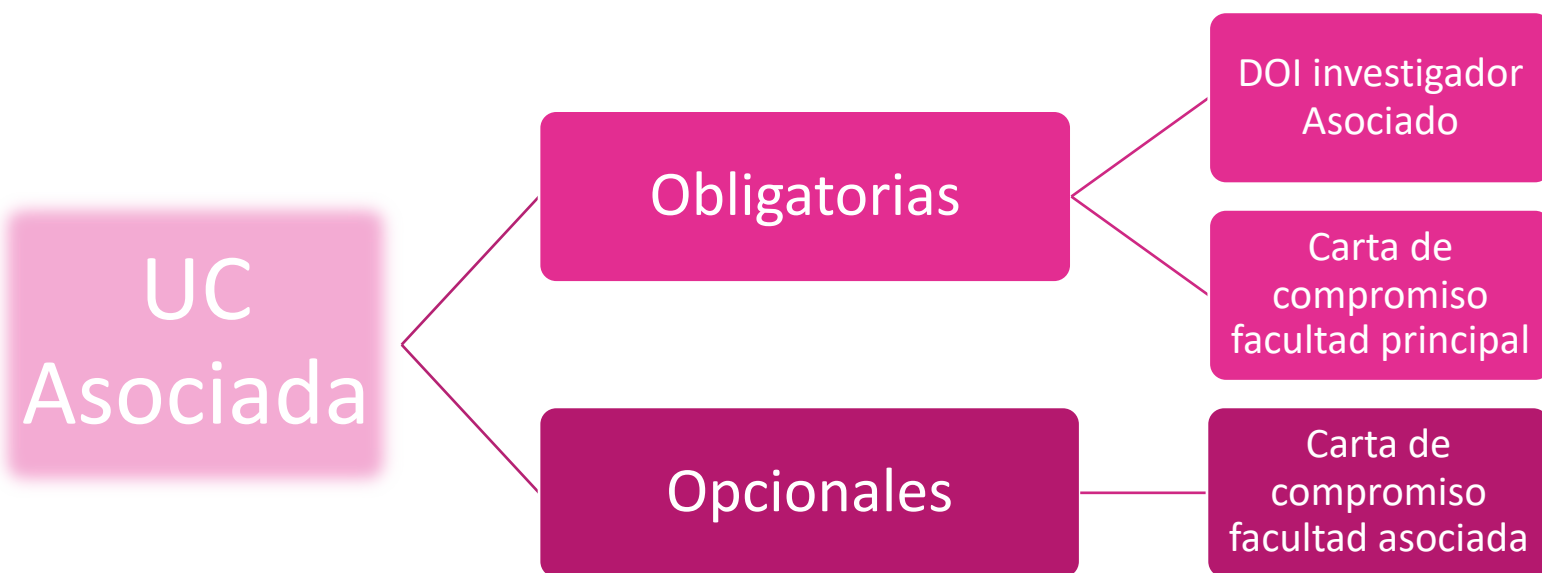 UC
Asociada
Obligatorias
DOI investigador
Asociado
Carta de
compromiso
facultad principal
Opcionales
Carta de
compromiso
facultad asociada